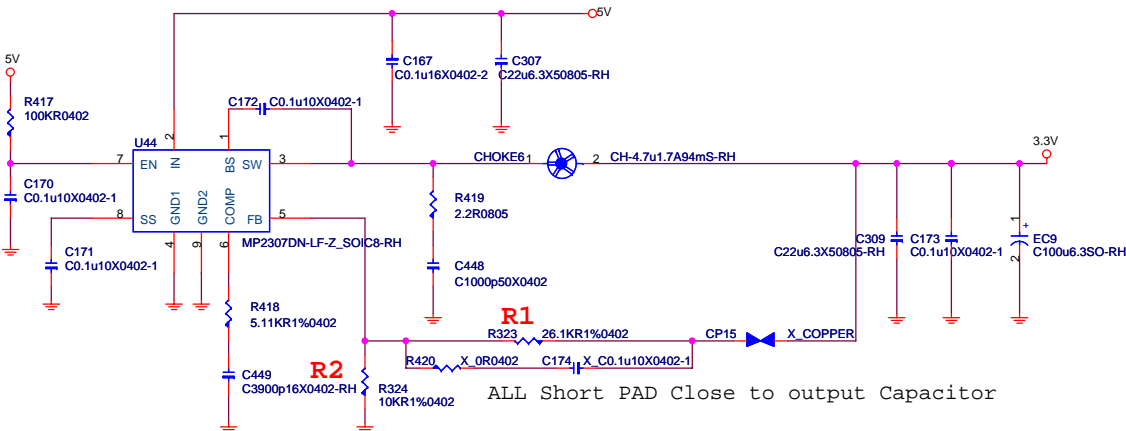 5V
5V
C167
C0.1u16X0402-2
C307
C22u6.3X50805-RH
R417
100KR0402
C172
C0.1u10X0402-1
U44
2
1
IN
BS
7
EN
SW
3
CHOKE6
1
2
CH-4.7u1.7A94mS-RH
3.3V
C170
C0.1u10X0402-1
R419
2.2R0805
8
SS
GND1
GND2
COMP
FB
5
MP2307DN-LF-Z_SOIC8-RH
4
9
6
C171
C0.1u10X0402-1
C448
C1000p50X0402
C309
C22u6.3X50805-RH
C173
C0.1u10X0402-1
1
+
2
EC9
C100u6.3SO-RH
R418
5.11KR1%0402
R1
R323
26.1KR1%0402
CP15
X_COPPER
R420
X_0R0402
C174
X_C0.1u10X0402-1
C449
C3900p16X0402-RH
R2
R324
10KR1%0402
ALL Short PAD Close to output Capacitor